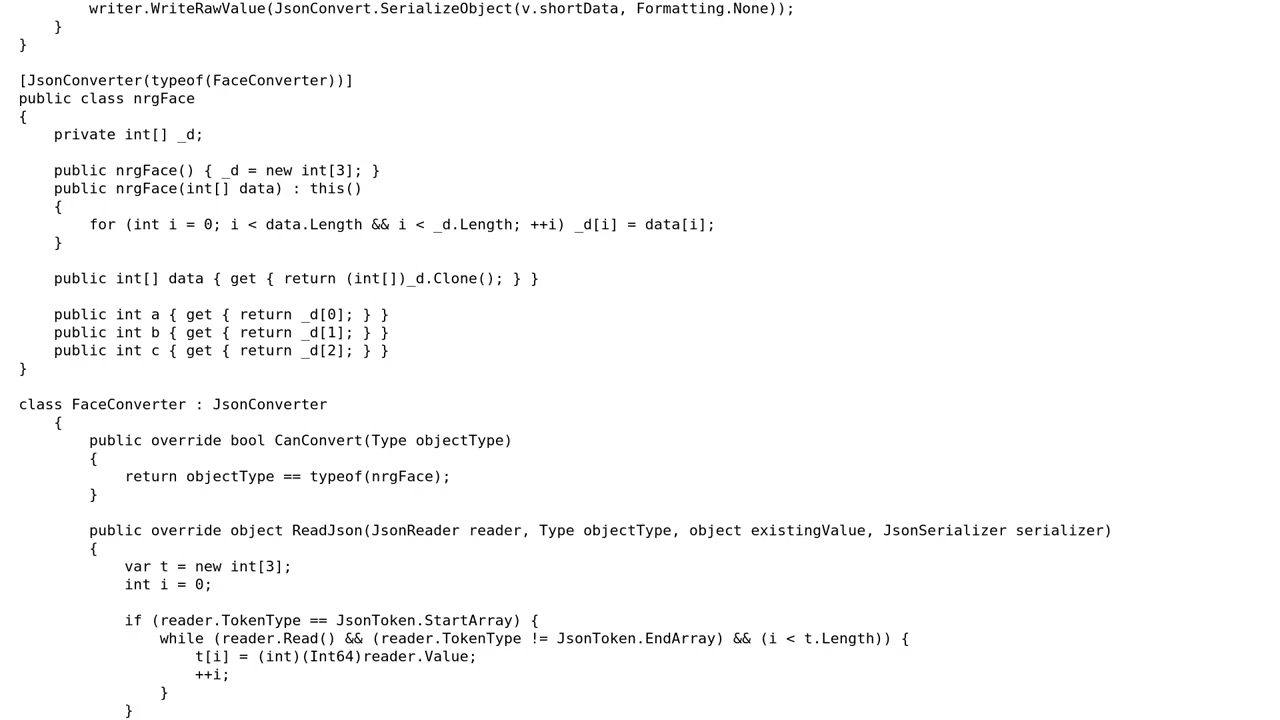 writer.WriteRawValue(JsonConvert.SerializeObject(v.shortData, Formatting.None));
    }
}

[JsonConverter(typeof(FaceConverter))]
public class nrgFace
{
    private int[] _d;

    public nrgFace() { _d = new int[3]; }
    public nrgFace(int[] data) : this()
    {
        for (int i = 0; i < data.Length && i < _d.Length; ++i) _d[i] = data[i];
    }

    public int[] data { get { return (int[])_d.Clone(); } }

    public int a { get { return _d[0]; } }
    public int b { get { return _d[1]; } }
    public int c { get { return _d[2]; } }
}

class FaceConverter : JsonConverter
    {
        public override bool CanConvert(Type objectType)
        {
            return objectType == typeof(nrgFace);
        }

        public override object ReadJson(JsonReader reader, Type objectType, object existingValue, JsonSerializer serializer)
        {
            var t = new int[3];
            int i = 0;

            if (reader.TokenType == JsonToken.StartArray) {
                while (reader.Read() && (reader.TokenType != JsonToken.EndArray) && (i < t.Length)) {
                    t[i] = (int)(Int64)reader.Value;
                    ++i;
                }
            }